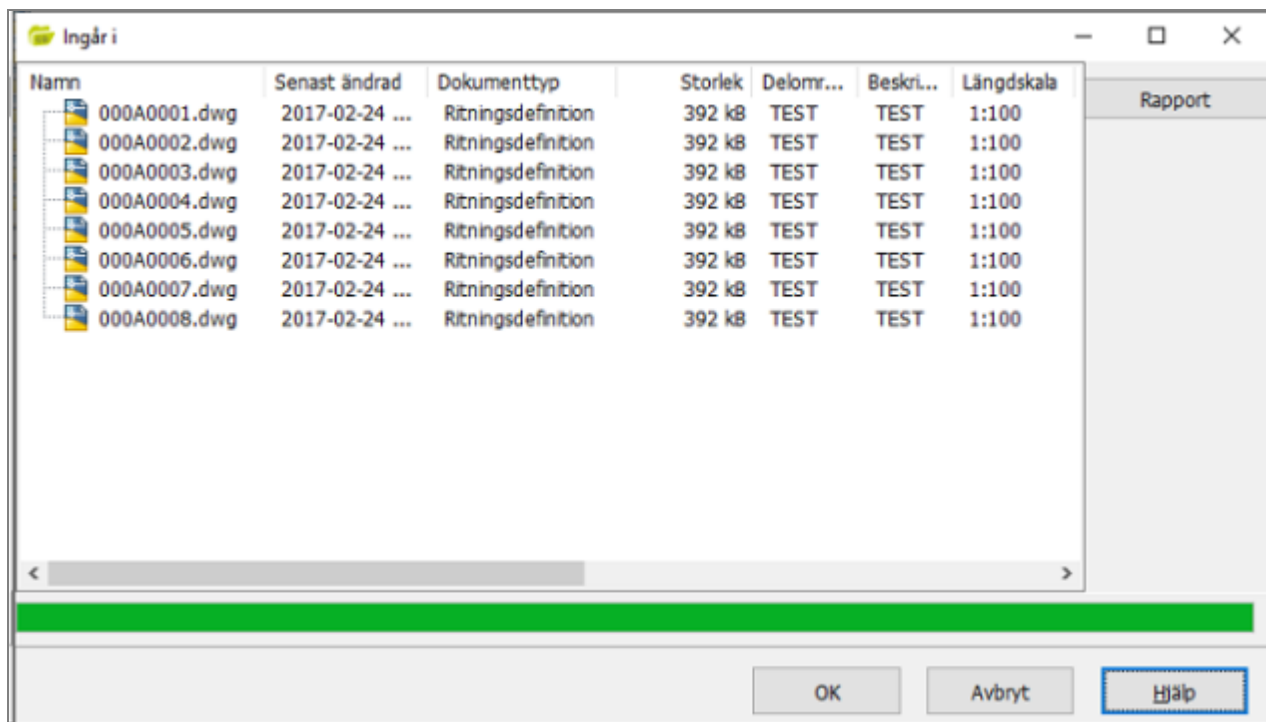 Ingår i
Namn Senast ändrad Dokumenttyp Storlek Delomr... Beskri... Längdskala
Rapport
000A0001.dwg 2017-02-24 ... Ritningsdefinition 392 kB TEST TEST 1:100
000A0002.dwg 2017-02-24 ... Ritningsdefinition 392 kB TEST TEST 1:100
000A0003.dwg 2017-02-24 ... Ritningsdefinition 392 kB TEST TEST 1:100
000A0004.dwg 2017-02-24 ... Ritningsdefinition 392 kB TEST TEST 1:100
000A0005.dwg 2017-02-24 ... Ritningsdefinition 392 kB TEST TEST 1:100
000A0006.dwg 2017-02-24 ... Ritningsdefinition 392 kB TEST TEST 1:100
000A0007.dwg 2017-02-24 ... Ritningsdefinition 392 kB TEST TEST 1:100
000A0008.dwg 2017-02-24 ... Ritningsdefinition 392 kB TEST TEST 1:100
OK Avbryt Hjälp